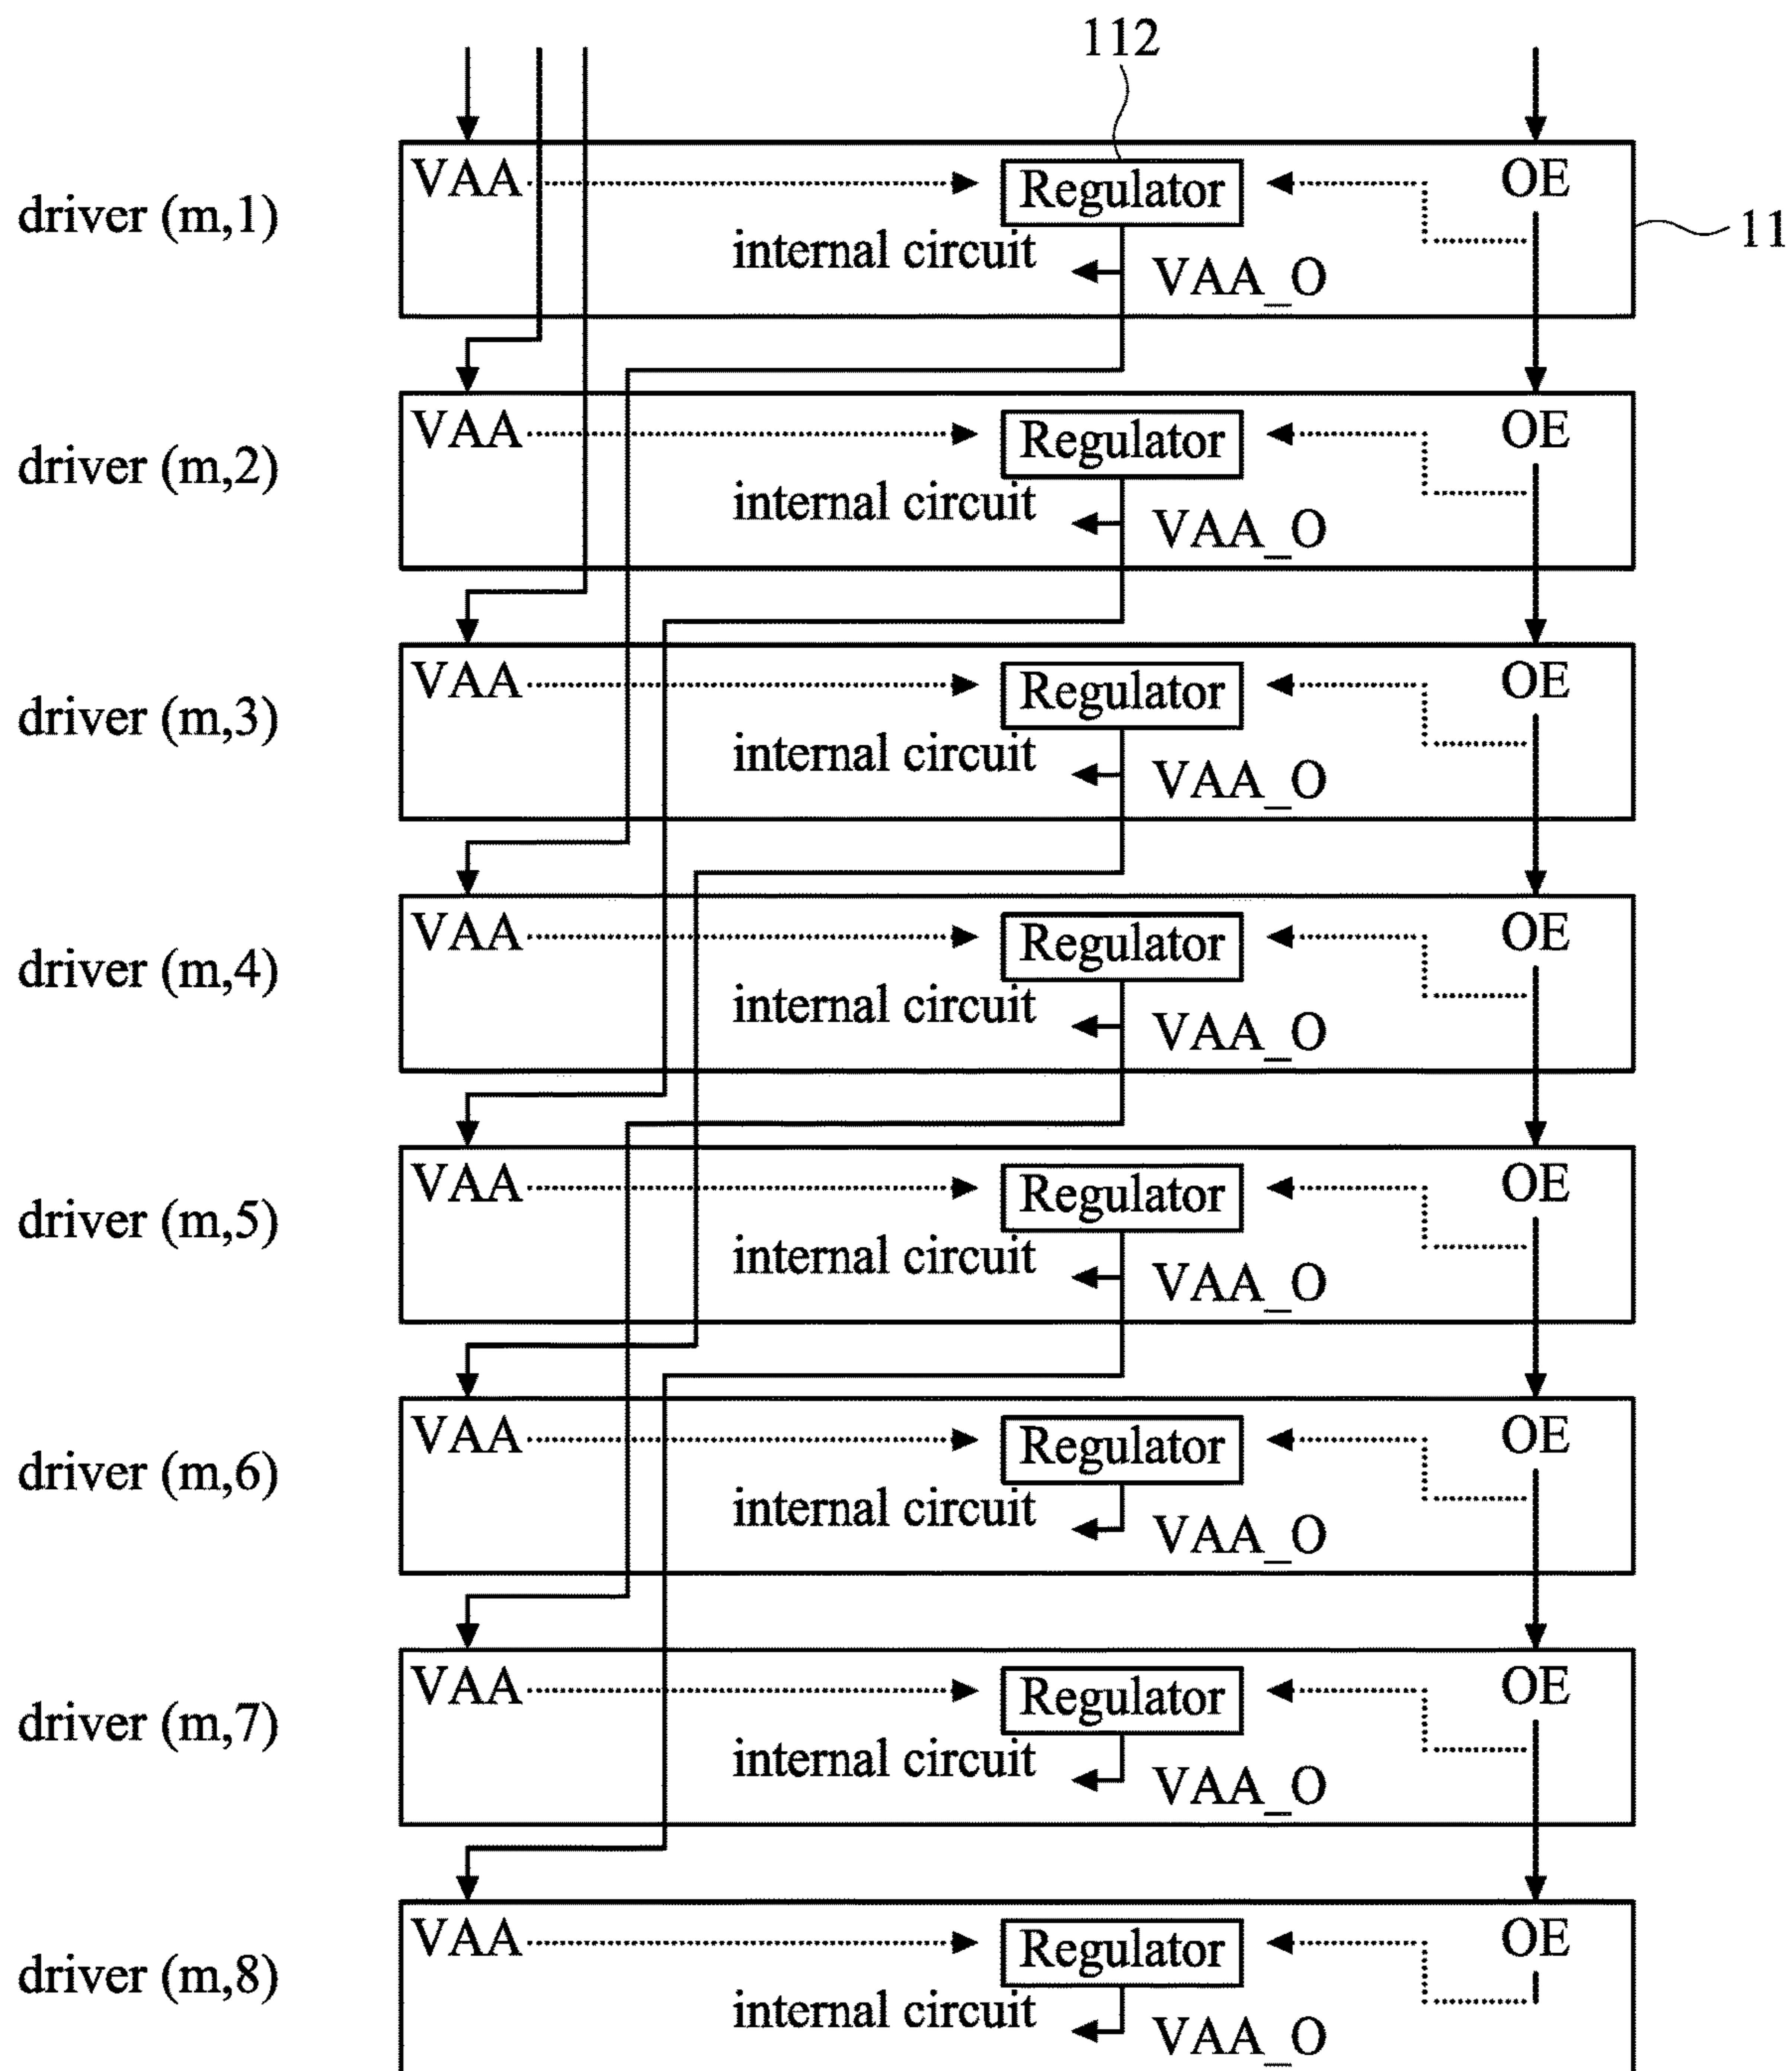 112
driver (m,1)
VAA
Regulator
OE
11
internal circuit
VAA_O
driver (m,2)
VAA
Regulator
OE
internal circuit
VAA_O
driver (m,3)
VAA
Regulator
OE
internal circuit
VAA_O
driver (m,4)
VAA
Regulator
OE
internal circuit
VAA_O
driver (m,5)
VAA
Regulator
OE
internal circuit
VAA_O
driver (m,6)
VAA
Regulator
OE
internal circuit
VAA_O
driver (m,7)
VAA
Regulator
OE
internal circuit
VAA_O
driver (m,8)
VAA
Regulator
OE
internal circuit
VAA_O